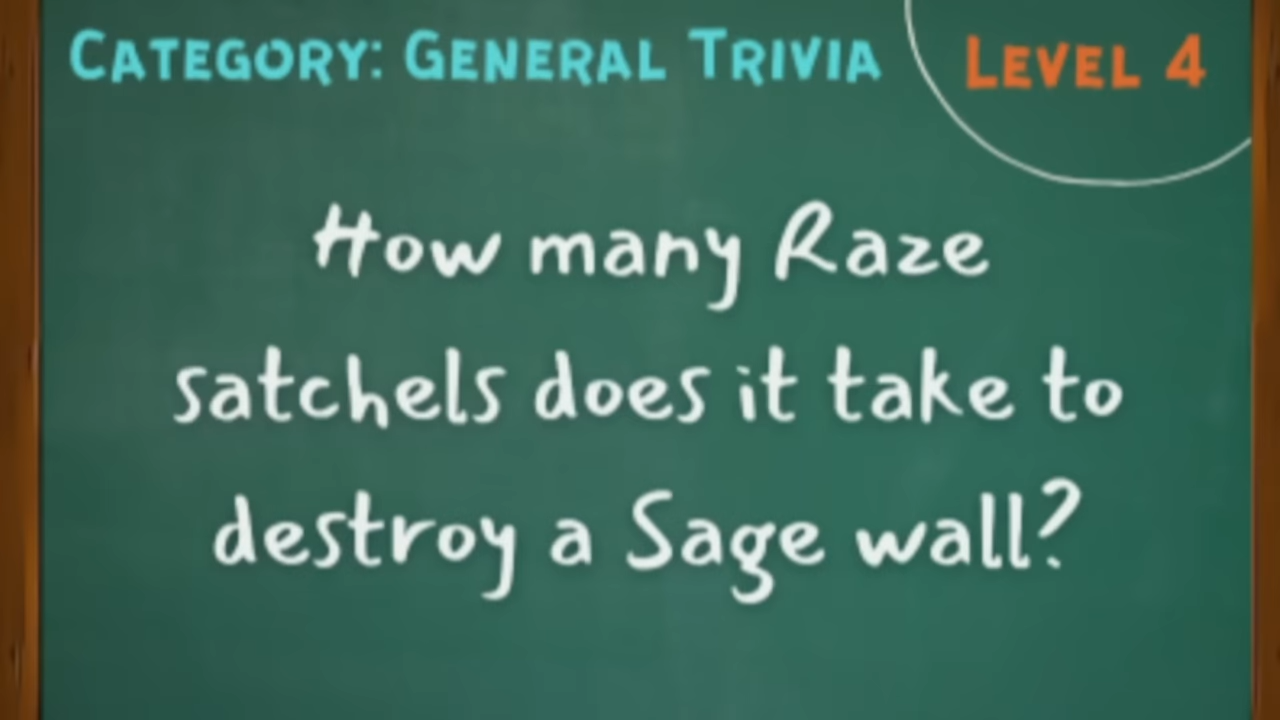 Category: General Trivia
Level 4
How many Raze
satchels does it take to
destroy a Sage wall?